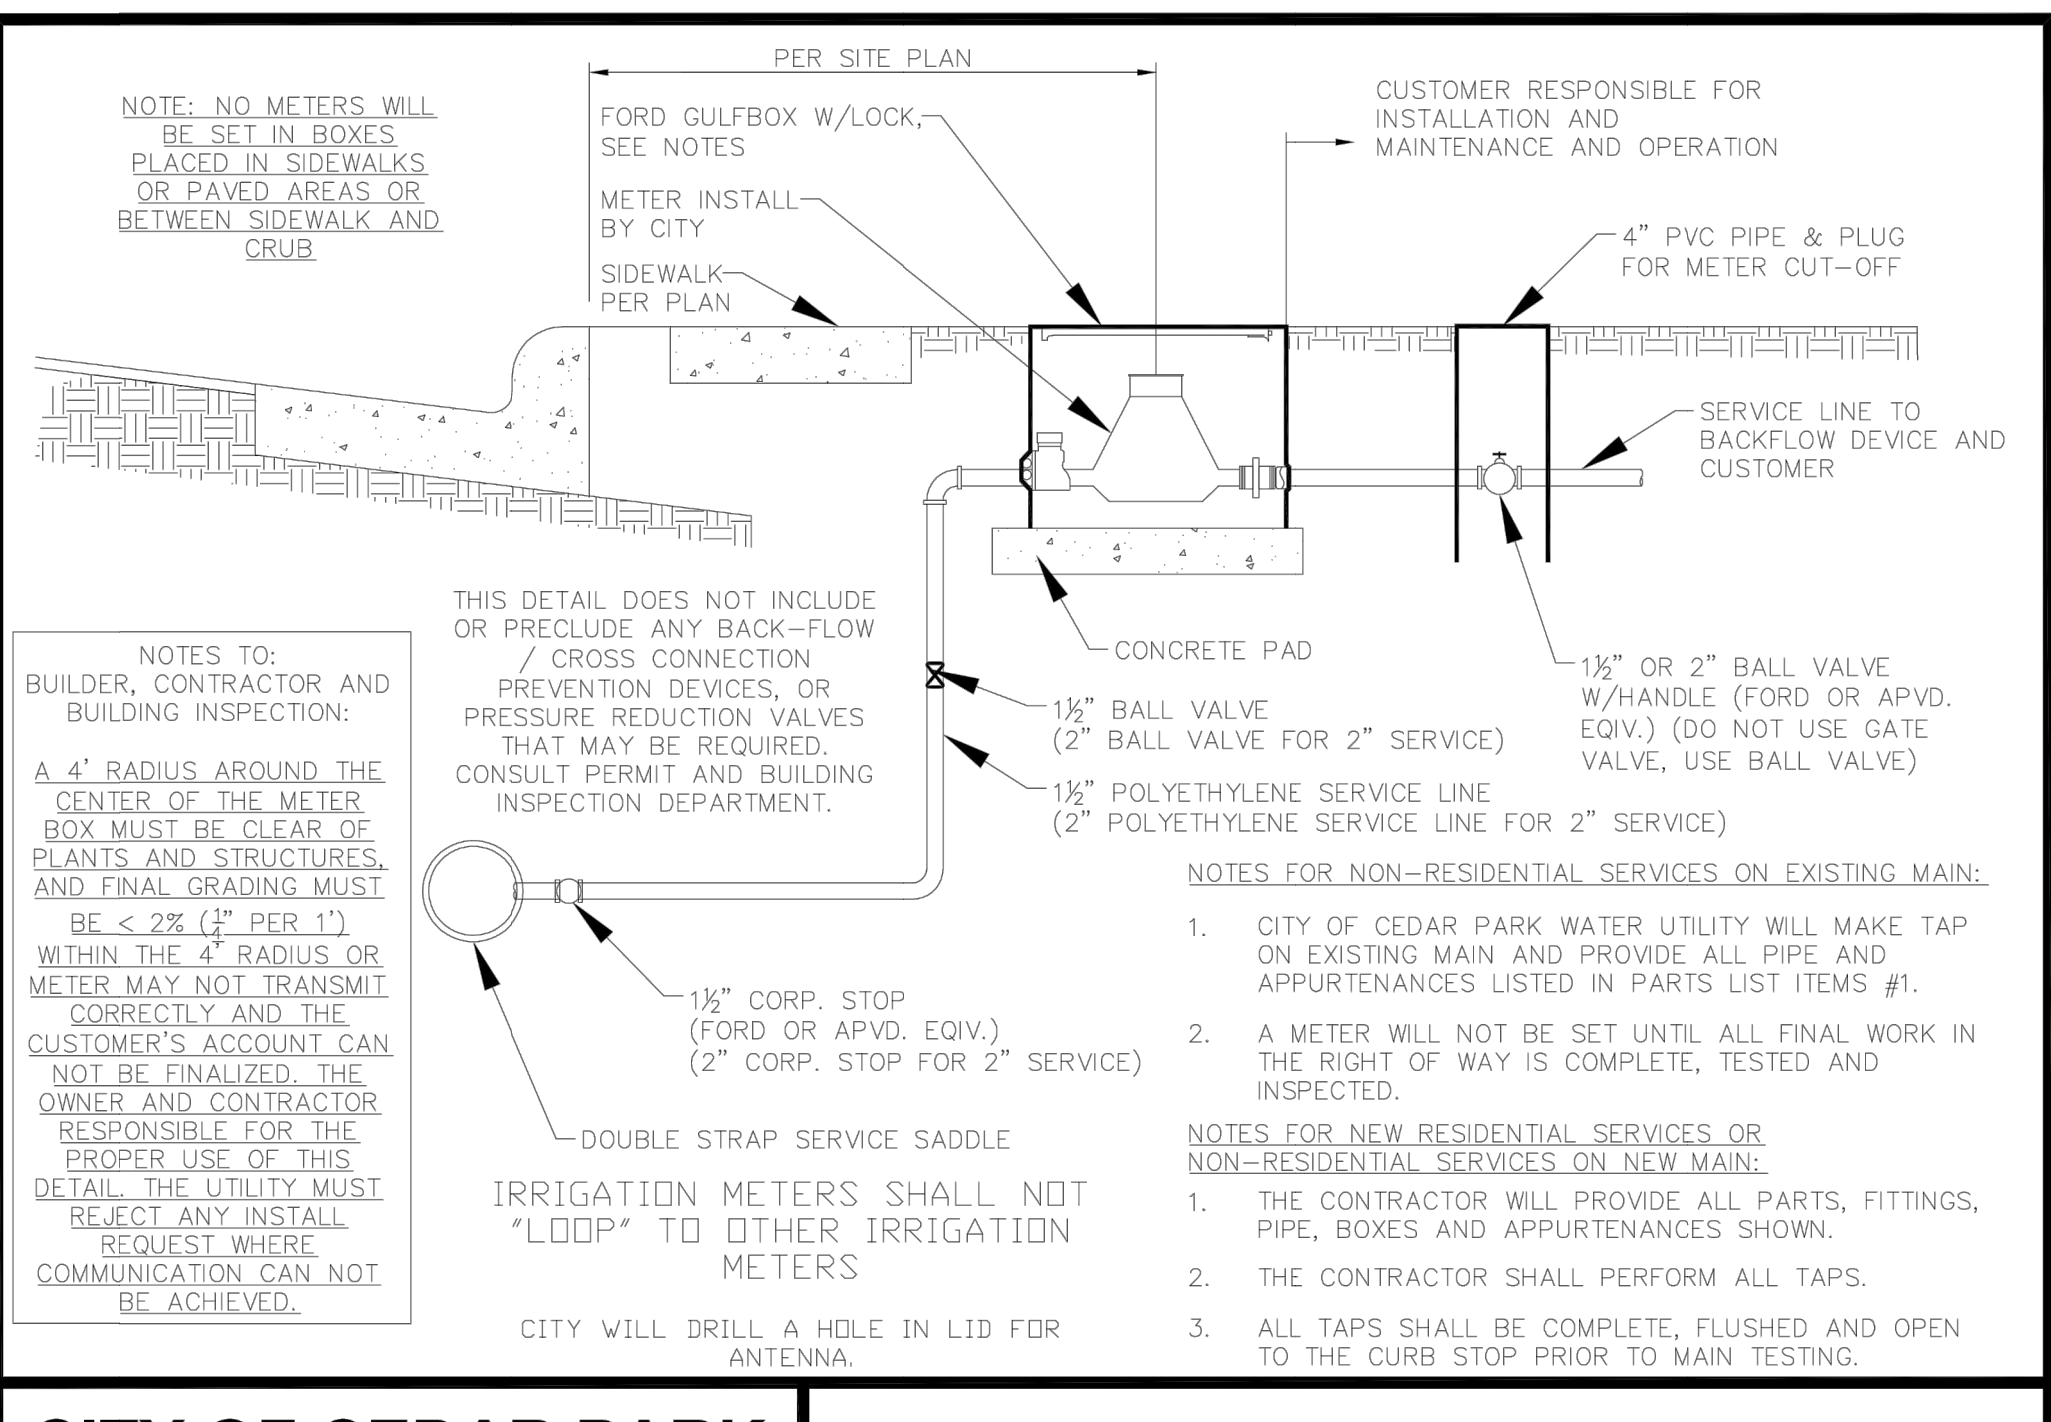 PER SITE PLAN
NOTE: NO METERS WILL
BE SET IN BOXES
PLACED IN SIDEWALKS
OR PAVED AREAS OR
BETWEEN SIDEWALK AND
CRUB
FORD GULFBOX W/LOCK,
SEE NOTES
METER INSTALL
BY CITY
SIDEWALK
PER PLAN
CUSTOMER RESPONSIBLE FOR
INSTALLATION AND
MAINTENANCE AND OPERATION
4” PVC PIPE & PLUG
FOR METER CUT–OFF
SERVICE LINE TO
BACKFLOW DEVICE AND
CUSTOMER
THIS DETAIL DOES NOT INCLUDE
OR PRECLUDE ANY BACK–FLOW
/ CROSS CONNECTION
PREVENTION DEVICES, OR
PRESSURE REDUCTION VALVES
THAT MAY BE REQUIRED.
CONSULT PERMIT AND BUILDING
INSPECTION DEPARTMENT.
CONCRETE PAD
1½” BALL VALVE
(2” BALL VALVE FOR 2” SERVICE)
1½” POLYETHYLENE SERVICE LINE
(2” POLYETHYLENE SERVICE LINE FOR 2” SERVICE)
1½” OR 2” BALL VALVE
W/HANDLE (FORD OR APVD.
EQIV.) (DO NOT USE GATE
VALVE, USE BALL VALVE)
NOTES TO:
BUILDER, CONTRACTOR AND
BUILDING INSPECTION:
A 4’ RADIUS AROUND THE
CENTER OF THE METER
BOX MUST BE CLEAR OF
PLANTS AND STRUCTURES,
AND FINAL GRADING MUST
BE < 2% (¼” PER 1’)
WITHIN THE 4’ RADIUS OR
METER MAY NOT TRANSMIT
CORRECTLY AND THE
CUSTOMER’S ACCOUNT CAN
NOT BE FINALIZED. THE
OWNER AND CONTRACTOR
RESPONSIBLE FOR THE
PROPER USE OF THIS
DETAIL. THE UTILITY MUST
REJECT ANY INSTALL
REQUEST WHERE
COMMUNICATION CAN NOT
BE ACHIEVED.
1½” CORP. STOP
(FORD OR APVD. EQIV.)
(2” CORP. STOP FOR 2” SERVICE)
DOUBLE STRAP SERVICE SADDLE
IRRIGATION METERS SHALL NOT
"LOOP" TO OTHER IRRIGATION
METERS
CITY WILL DRILL A HOLE IN LID FOR
ANTENNA.
NOTES FOR NON–RESIDENTIAL SERVICES ON EXISTING MAIN:
1. CITY OF CEDAR PARK WATER UTILITY WILL MAKE TAP
ON EXISTING MAIN AND PROVIDE ALL PIPE AND
APPURTENANCES LISTED IN PARTS LIST ITEMS #1.
2. A METER WILL NOT BE SET UNTIL ALL FINAL WORK IN
THE RIGHT OF WAY IS COMPLETE, TESTED AND
INSPECTED.
NOTES FOR NEW RESIDENTIAL SERVICES OR
NON–RESIDENTIAL SERVICES ON NEW MAIN:
1. THE CONTRACTOR WILL PROVIDE ALL PARTS, FITTINGS,
PIPE, BOXES AND APPURTENANCES SHOWN.
2. THE CONTRACTOR SHALL PERFORM ALL TAPS.
3. ALL TAPS SHALL BE COMPLETE, FLUSHED AND OPEN
TO THE CURB STOP PRIOR TO MAIN TESTING.
CITY OF CEDAR PARK